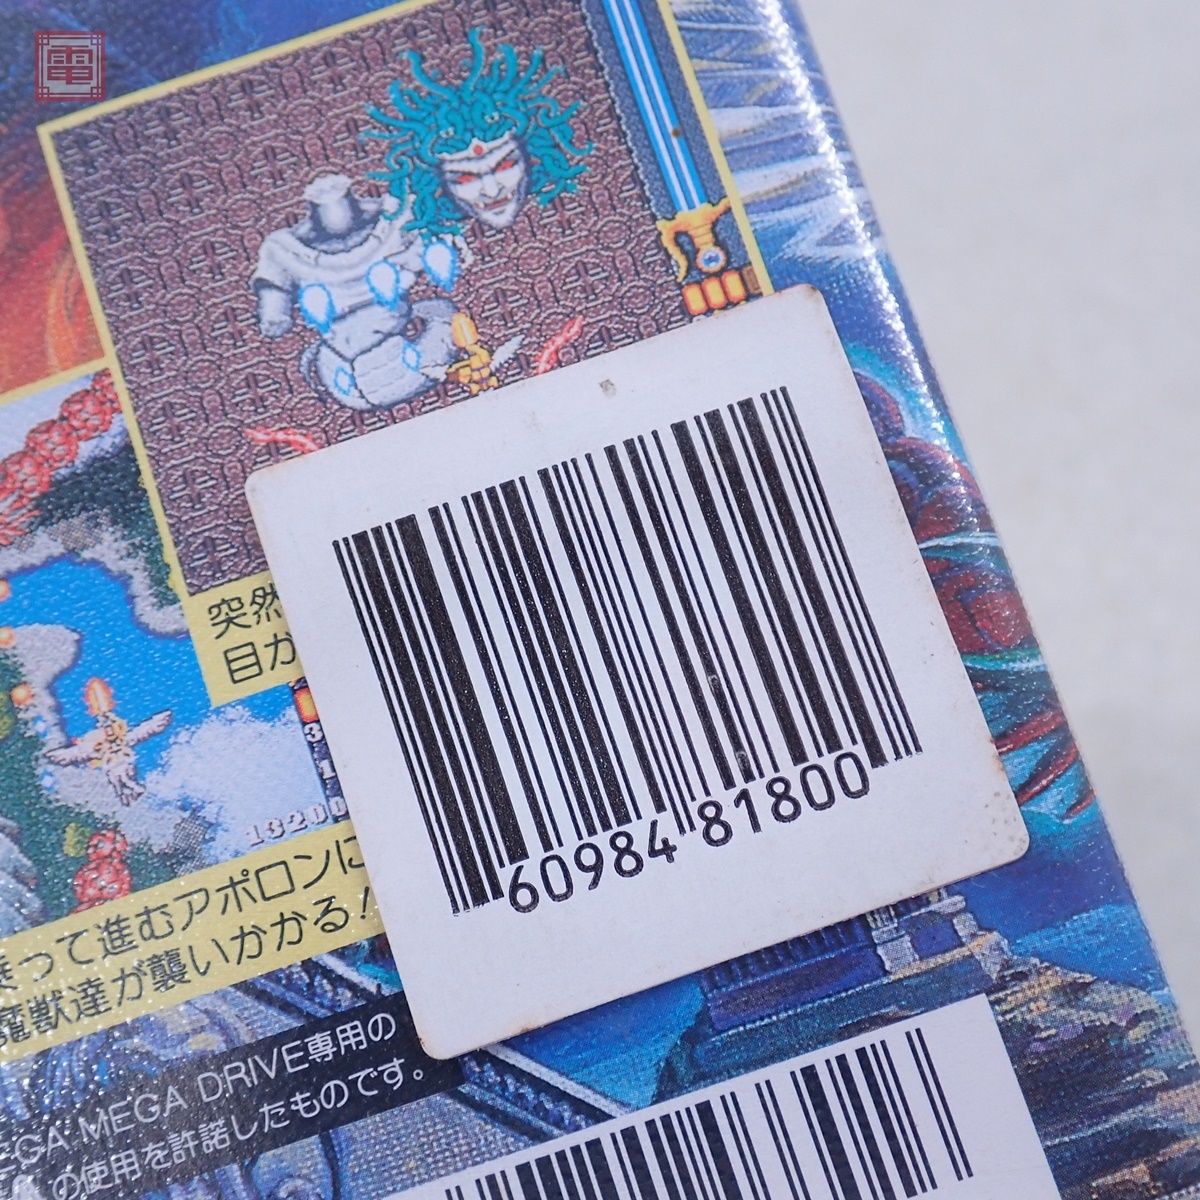 電
突然
目が
1320
乗って進むアポロンに
魔獣達が襲いかかる!
60984 81800
EGA MEGA DRIVE専用の
の使用を許諾したものです。